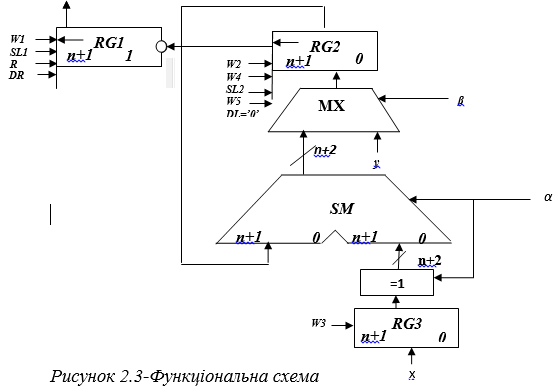 W1
SL1
R
DR
RG1
n+1 1
RG2
n+1 0
W2
W4
SL2
W5
DL='0'
MX
β
n+2
y
SM
α
n+1 0 n+1 0
n+2
=1
W3
RG3
n+1 0
x
Рисунок 2.3-Функціональна схема